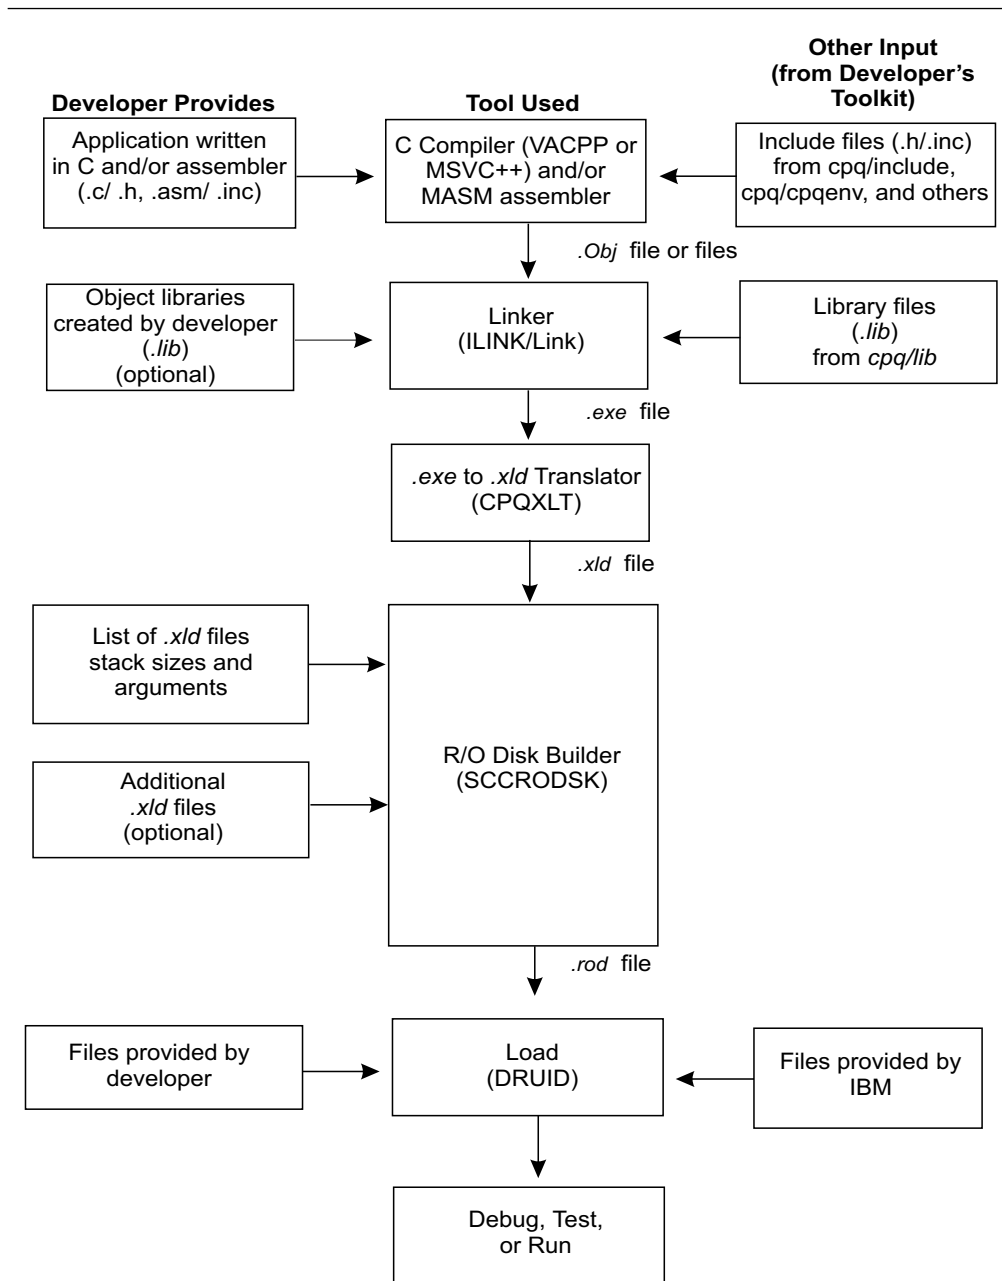 Developer Provides
Tool Used
Other Input
(from Developer’s
Toolkit)
Application written
in C and/or assembler
(.c/ .h, .asm/ .inc)
C Compiler (VACPP or
MSVC++) and/or
MASM assembler
Include files (.h/.inc)
from cpq/include,
cpq/cpqenv, and others
.Obj file or files
Object libraries
created by developer
(.lib)
(optional)
Linker
(ILINK/Link)
Library files
(.lib)
from cpq/lib
.exe file
.exe to .xld Translator
(CPQXLT)
.xld file
List of .xld files
stack sizes and
arguments
R/O Disk Builder
(SCCRODSK)
Additional
.xld files
(optional)
.rod file
Files provided by
developer
Load
(DRUID)
Files provided by
IBM
Debug, Test,
or Run